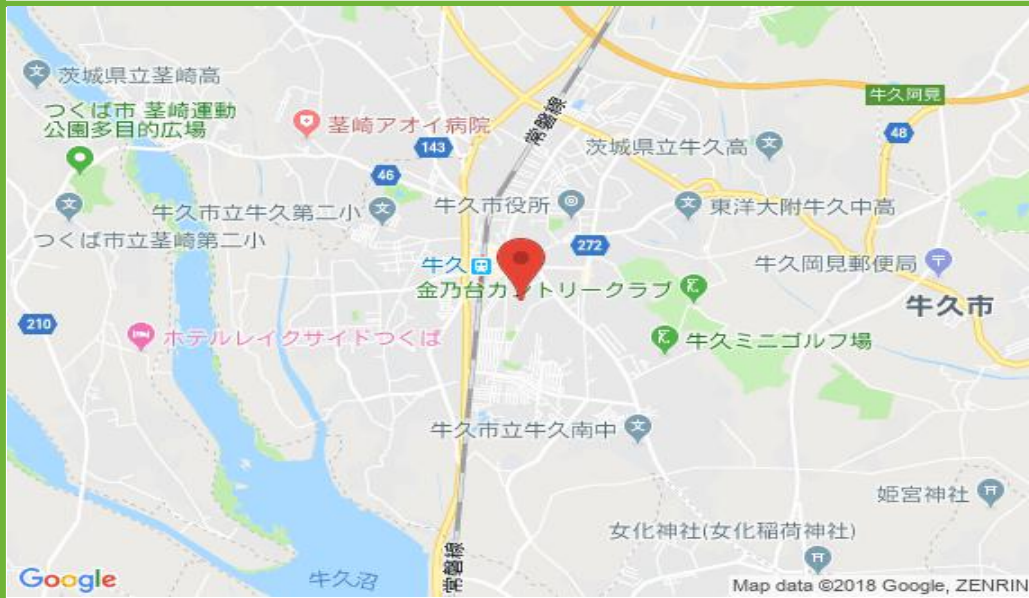 茨城県立茎崎高
つくば市 茎崎運動
公園多目的広場
茎崎アオイ病院
143
46
常磐線
牛久阿見
48
茨城県立牛久高
牛久市立牛久第二小
牛久市役所
東洋大附牛久中高
つくば市立茎崎第二小
272
牛久
牛久岡見郵便局
金乃台カントリークラブ
牛久市
210
ホテルレイクサイドつくば
牛久ミニゴルフ場
牛久市立牛久南中
姫宮神社
女化神社(女化稲荷神社)
常磐線
牛久沼
Google
Map data ©2018 Google, ZENRIN